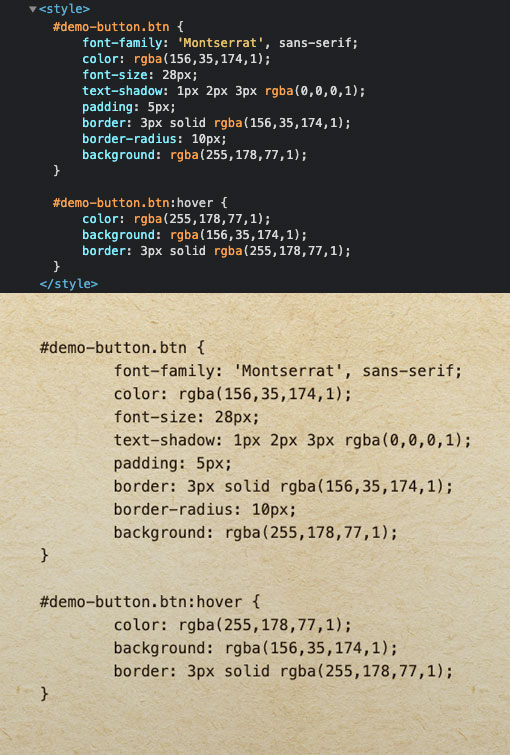 <style>
#demo-button.btn {
font-family: 'Montserrat', sans-serif;
color: rgba(156,35,174,1);
font-size: 28px;
text-shadow: 1px 2px 3px rgba(0,0,0,1);
padding: 5px;
border: 3px solid rgba(156,35,174,1);
border-radius: 10px;
background: rgba(255,178,77,1);
}
#demo-button.btn:hover {
color: rgba(255,178,77,1);
background: rgba(156,35,174,1);
border: 3px solid rgba(255,178,77,1);
}
</style>
#demo-button.btn {
font-family: 'Montserrat', sans-serif;
color: rgba(156,35,174,1);
font-size: 28px;
text-shadow: 1px 2px 3px rgba(0,0,0,1);
padding: 5px;
border: 3px solid rgba(156,35,174,1);
border-radius: 10px;
background: rgba(255,178,77,1);
}
#demo-button.btn:hover {
color: rgba(255,178,77,1);
background: rgba(156,35,174,1);
border: 3px solid rgba(255,178,77,1);
}